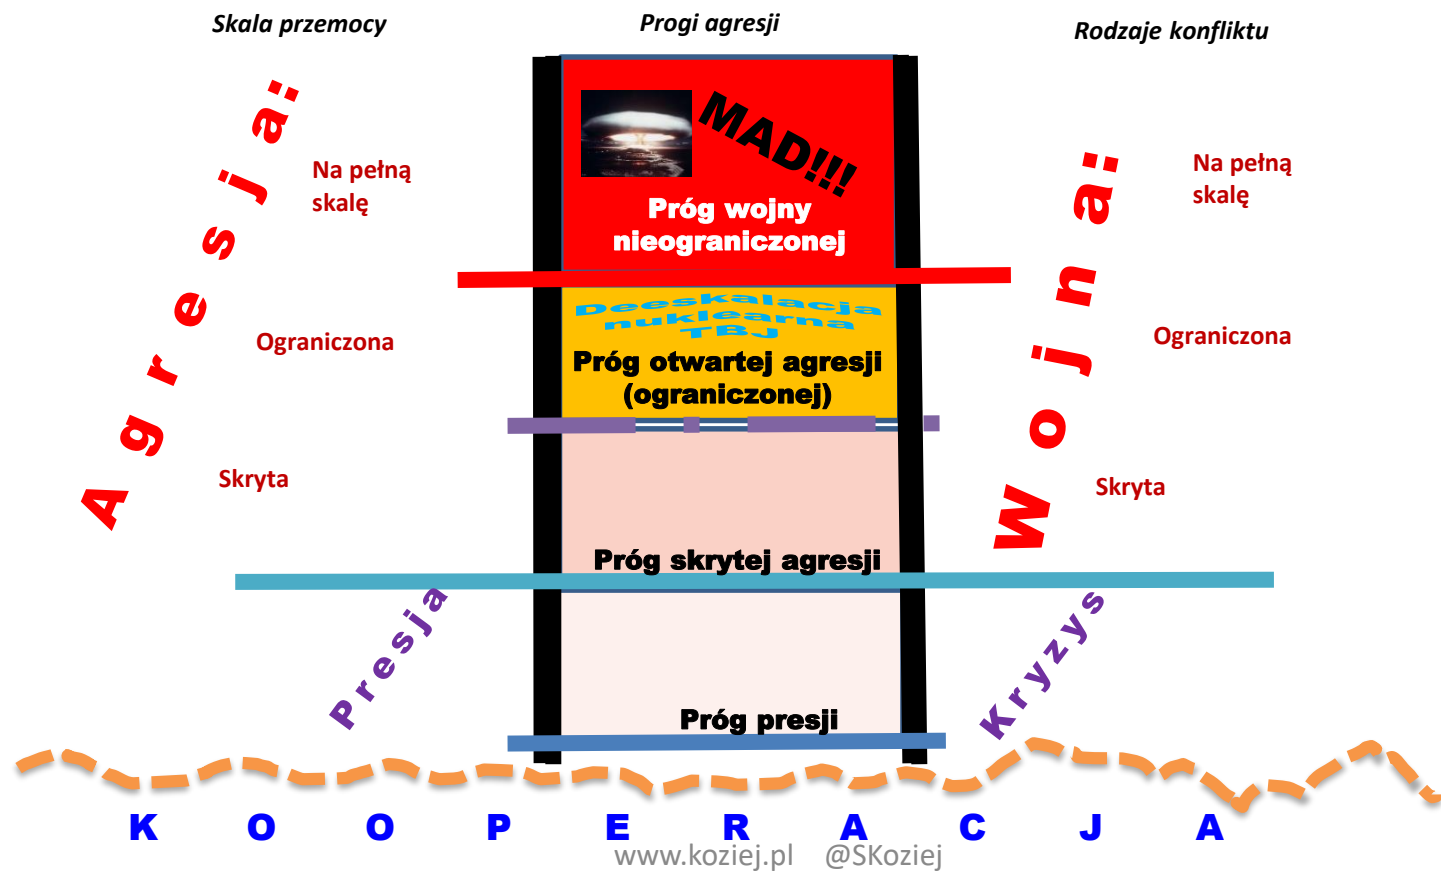 Skala przemocy
Progi agresji
Rodzaje konfliktu
Agresja:
Na pełną
skalę
Ograniczona
Skryta
MAD!!!
Próg wojny
nieograniczonej
Deeskalacja
nuklearna
TBJ
Próg otwartej agresji
(ograniczonej)
Próg skrytej agresji
Próg presji
Wojna:
Na pełną
skalę
Ograniczona
Skryta
Presja
Kryzys
K O O P E R A C J A
www.koziej.pl @SKoziej